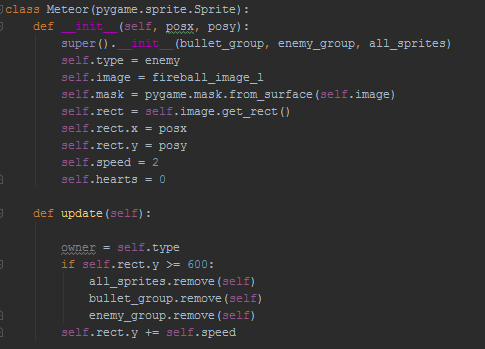 class Meteor(pygame.sprite.Sprite):
    def __init__(self, posx, posy):
        super().__init__(bullet_group, enemy_group, all_sprites)
        self.type = enemy
        self.image = fireball_image_l
        self.mask = pygame.mask.from_surface(self.image)
        self.rect = self.image.get_rect()
        self.rect.x = posx
        self.rect.y = posy
        self.speed = 2
        self.hearts = 0

    def update(self):

        owner = self.type
        if self.rect.y >= 600:
            all_sprites.remove(self)
            bullet_group.remove(self)
            enemy_group.remove(self)
        self.rect.y += self.speed